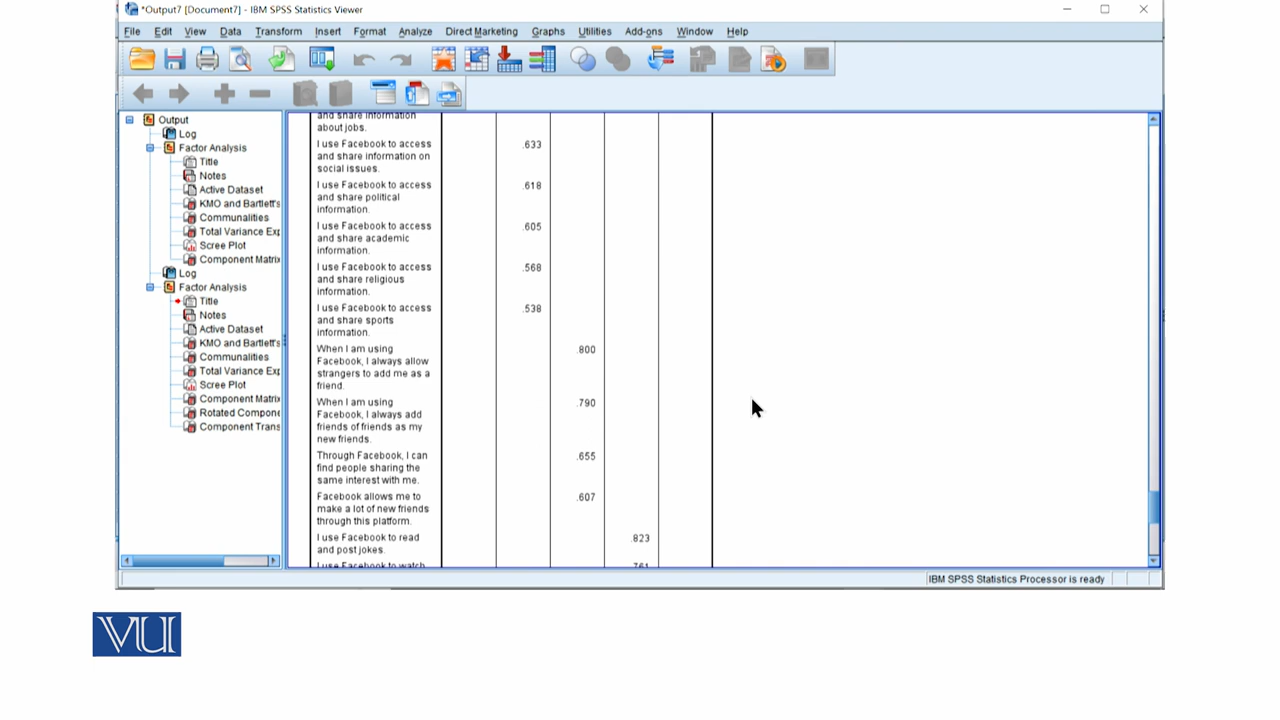 *Output7 [Document7] - IBM SPSS Statistics Viewer
File Edit View Data Transform Insert Format Analyze Direct Marketing Graphs Utilities Add-ons Window Help
Output
Log
Factor Analysis
Title
Notes
Active Dataset
KMO and Bartlett's
Communalities
Total Variance Exp
Scree Plot
Component Matrix
Log
Factor Analysis
Title
Notes
Active Dataset
KMO and Bartlett's
Communalities
Total Variance Exp
Scree Plot
Component Matrix
Rotated Compone
Component Trans
and share information
about jobs.
I use Facebook to access .633
and share information on
social issues.
I use Facebook to access .618
and share political
information.
I use Facebook to access .605
and share academic
information.
I use Facebook to access .568
and share religious
information.
I use Facebook to access .538
and share sports
information.
When I am using .800
Facebook, I always allow
strangers to add me as a
friend.
When I am using .790
Facebook, I always add
friends of friends as my
new friends.
Through Facebook, I can .655
find people sharing the
same interest with me.
Facebook allows me to .607
make a lot of new friends
through this platform.
I use Facebook to read .823
and post jokes.
I use Facebook to watch .761
IBM SPSS Statistics Processor is ready
VU